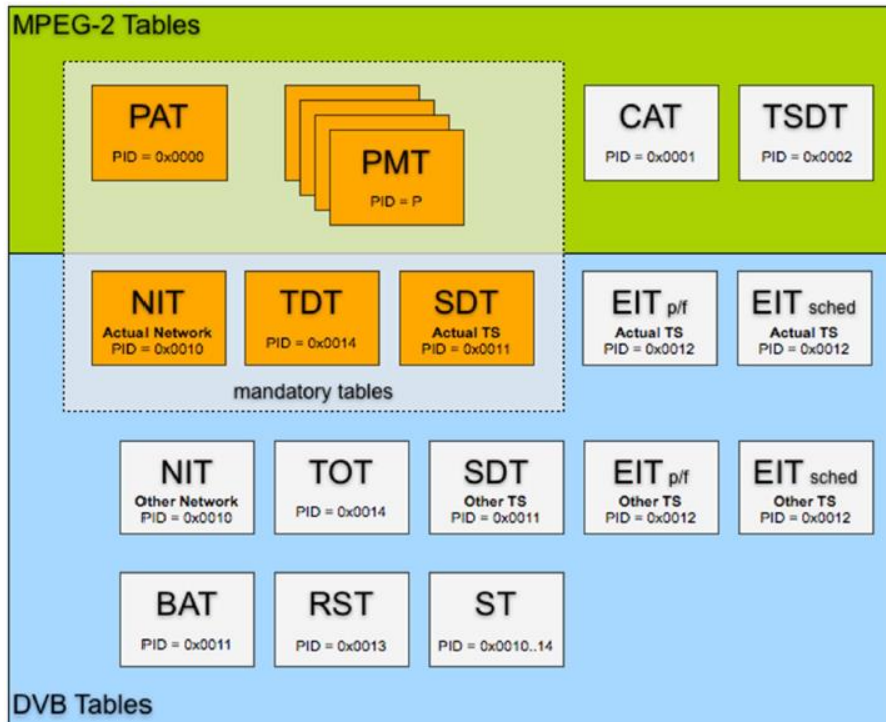 MPEG-2 Tables
PAT
PID = 0x0000
PMT
PID = P
CAT
PID = 0x0001
TSDT
PID = 0x0002
NIT
Actual Network
PID = 0x0010
TDT
PID = 0x0014
SDT
Actual TS
PID = 0x0011
EIT p/f
Actual TS
PID = 0x0012
EIT sched
Actual TS
PID = 0x0012
mandatory tables
NIT
Other Network
PID = 0x0010
TOT
PID = 0x0014
SDT
Other TS
PID = 0x0011
EIT p/f
Other TS
PID = 0x0012
EIT sched
Other TS
PID = 0x0012
BAT
PID = 0x0011
RST
PID = 0x0013
ST
PID = 0x0010..14
DVB Tables